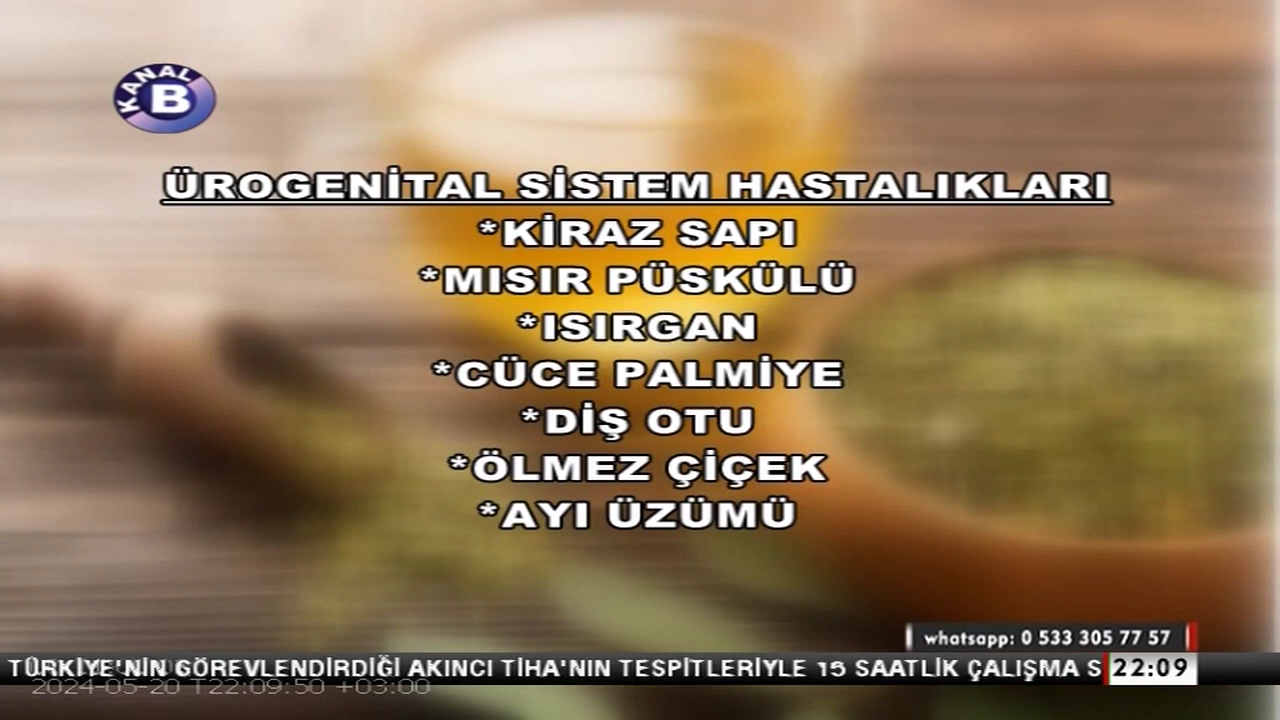 KANAL B
ÜROGENİTAL SİSTEM HASTALIKLARI
*KİRAZ SAPI
*MISIR PÜSKÜLÜ
*ISIRGAN
*CÜCE PALMİYE
*DİŞ OTU
*ÖLMEZ ÇİÇEK
*AYI ÜZÜMÜ
whatsapp: 0 533 305 77 57
TÜRKİYE'NİN GÖREVLENDİRDİĞİ AKINCI TİHA'NIN TESPİTLERİYLE 15 SAATLİK ÇALIŞMA S
22:09
2024-05-20 T22:09:50 +03:00